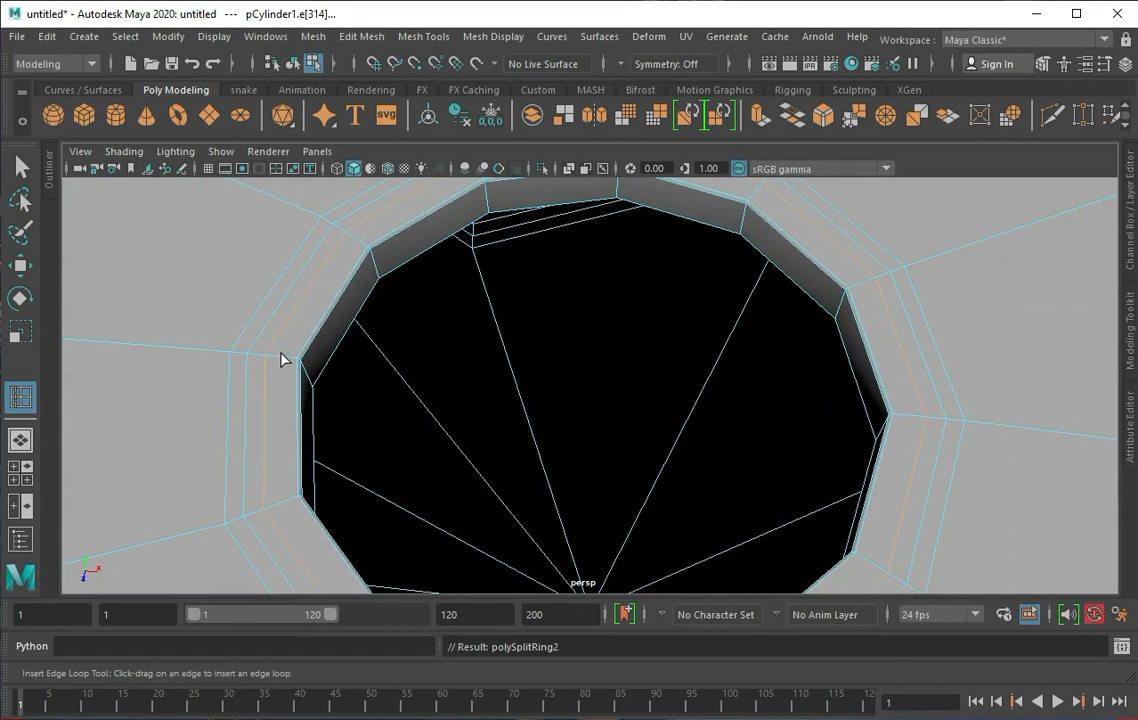 untitled* - Autodesk Maya 2020: untitled --- pCylinder1.e[314]...
File Edit Create Select Modify Display Windows Mesh Edit Mesh Mesh Tools Mesh Display Curves Surfaces Deform UV Generate Cache Arnold Help Workspace : Maya Classic*
Modeling No Live Surface Symmetry: Off Sign In
Curves / Surfaces Poly Modeling snake Animation Rendering FX FX Caching Custom MASH Bifrost Motion Graphics Rigging Sculpting XGen
T SVG 0,0,0
Outliner
View Shading Lighting Show Renderer Panels
0.00 1.00 sRGB gamma
Channel Box / Layer Editor
Modeling Toolkit
Attribute Editor
persp
x
1 1 1 120 120 200 No Character Set No Anim Layer 24 fps
Python // Result: polySplitRing2
Insert Edge Loop Tool: Click-drag on an edge to insert an edge loop.
1 5 10 15 20 25 30 35 40 45 50 55 60 65 70 75 80 85 90 95 100 105 110 115 12 1